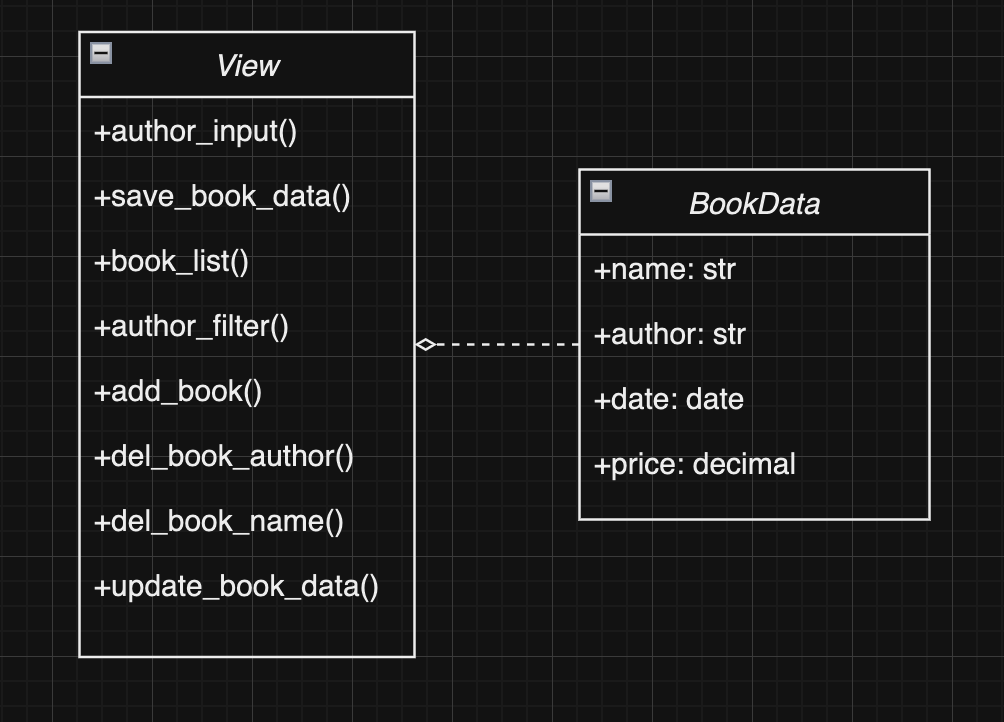 View
+author_input()
+save_book_data()
+book_list()
+author_filter()
+add_book()
+del_book_author()
+del_book_name()
+update_book_data()
BookData
+name: str
+author: str
+date: date
+price: decimal